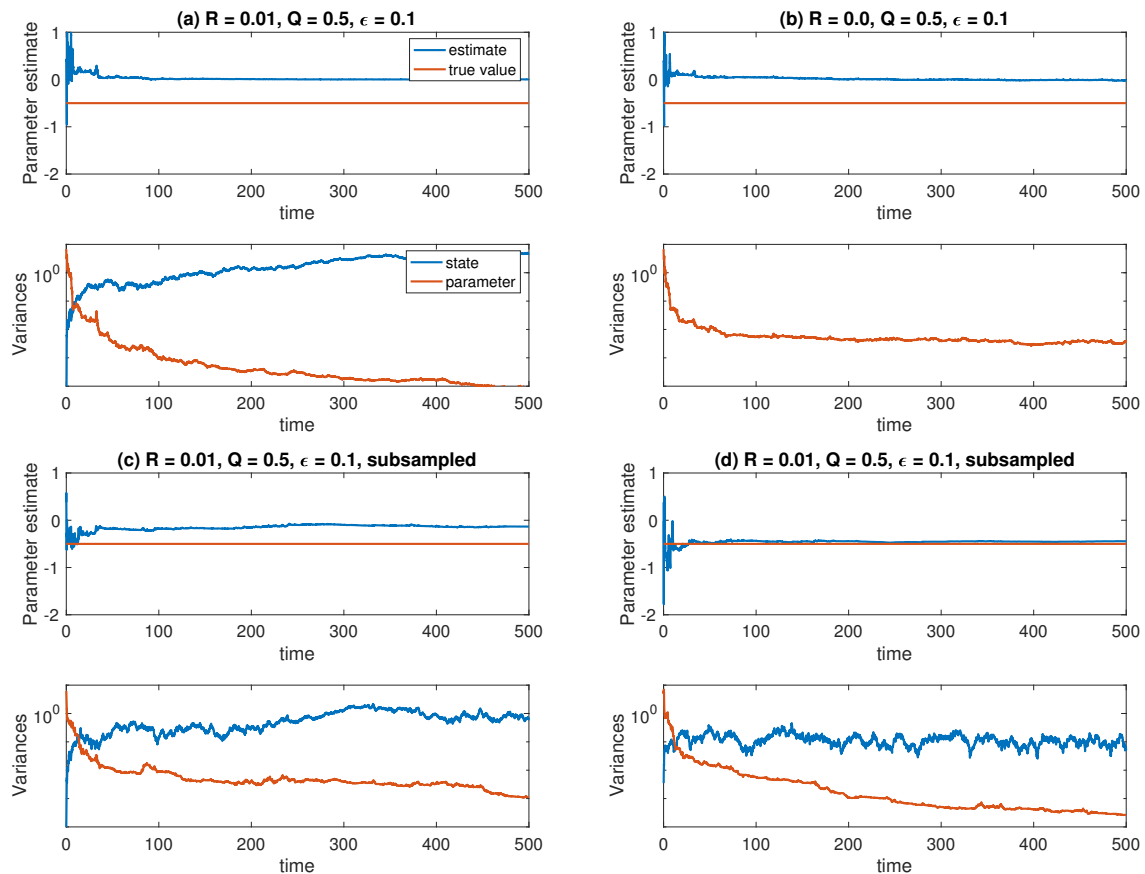 (a) R = 0.01, Q = 0.5, ϵ = 0.1
Parameter estimate
1
0
-1
-2
estimate
true value
0 100 200 300 400 500
time
Variances
10^0
state
parameter
0 100 200 300 400 500
time
(b) R = 0.0, Q = 0.5, ϵ = 0.1
Parameter estimate
1
0
-1
-2
0 100 200 300 400 500
time
Variances
10^0
0 100 200 300 400 500
time
(c) R = 0.01, Q = 0.5, ϵ = 0.1, subsampled
Parameter estimate
1
0
-1
-2
0 100 200 300 400 500
time
Variances
10^0
0 100 200 300 400 500
time
(d) R = 0.01, Q = 0.5, ϵ = 0.1, subsampled
Parameter estimate
1
0
-1
-2
0 100 200 300 400 500
time
Variances
10^0
0 100 200 300 400 500
time